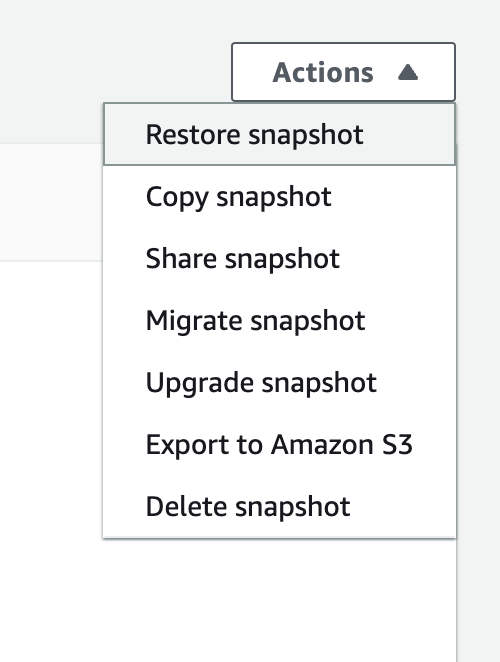 Actions
Restore snapshot
Copy snapshot
Share snapshot
Migrate snapshot
Upgrade snapshot
Export to Amazon S3
Delete snapshot